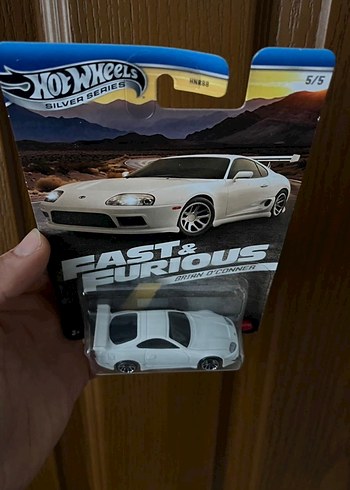 Hot Wheels
SILVER SERIES
5/5
FAST &
FURIOUS
BRIAN O'CONNER